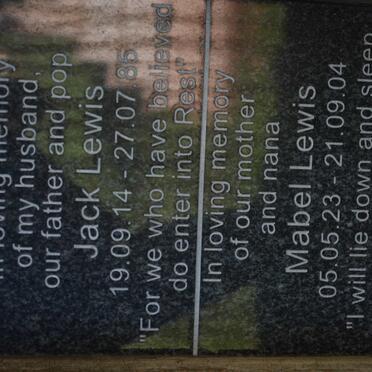 of my husband,
our father and pop
Jack Lewis
19.09.14 - 27.07.85
"For we who have believed
do enter into Rest"
In loving memory
of our mother
and nana
Mabel Lewis
05.05.23 - 21.09.04
"I will lie down and sleep